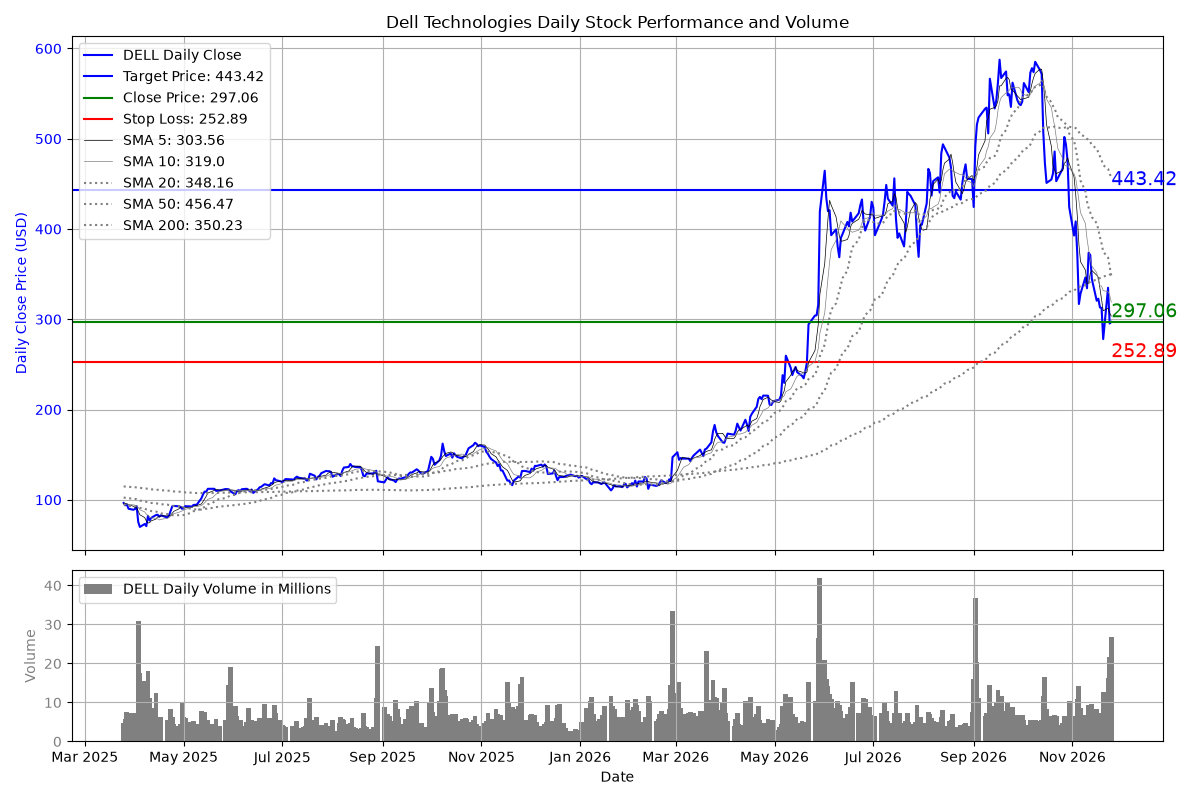 Dell Technologies Daily Stock Performance and Volume
DELL Daily Close
Target Price: 443.42
Close Price: 297.06
Stop Loss: 252.89
SMA 5: 303.56
SMA 10: 319.0
SMA 20: 348.16
SMA 50: 456.47
SMA 200: 350.23
600
500
400
300
200
100
Daily Close Price (USD)
443.42
297.06
252.89
DELL Daily Volume in Millions
40
30
20
10
0
Volume
Mar 2025 May 2025 Jul 2025 Sep 2025 Nov 2025 Jan 2026 Mar 2026 May 2026 Jul 2026 Sep 2026 Nov 2026
Date